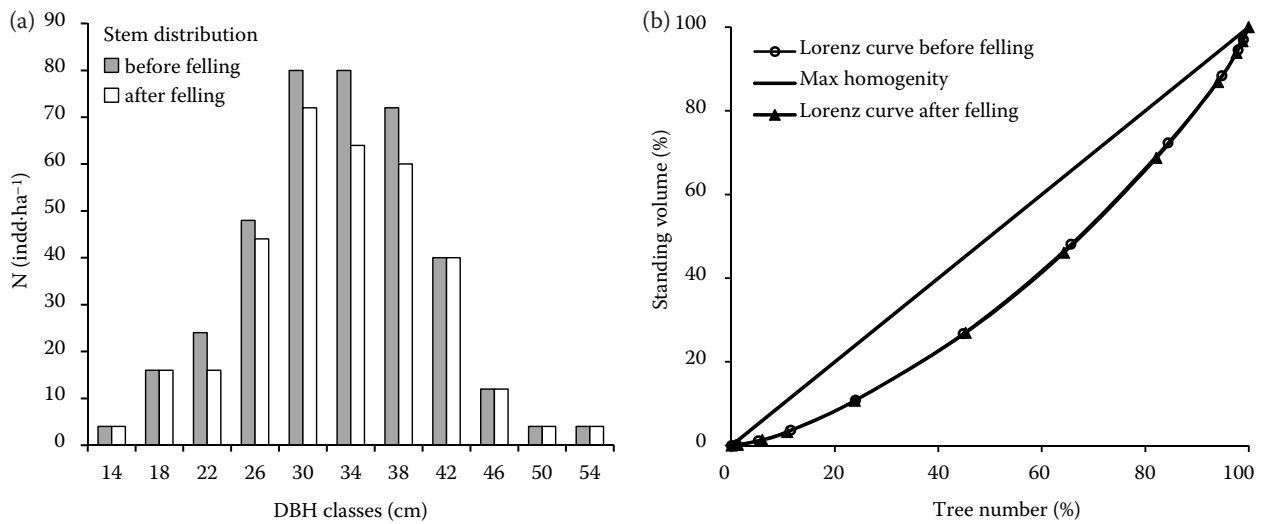 (a)
Stem distribution
before felling
after felling
N (indd·ha⁻¹)
90
80
70
60
50
40
30
20
10
0
14 18 22 26 30 34 38 42 46 50 54
DBH classes (cm)
(b)
Lorenz curve before felling
Max homogenity
Lorenz curve after felling
Standing volume (%)
100
80
60
40
20
0
0 20 40 60 80 100
Tree number (%)